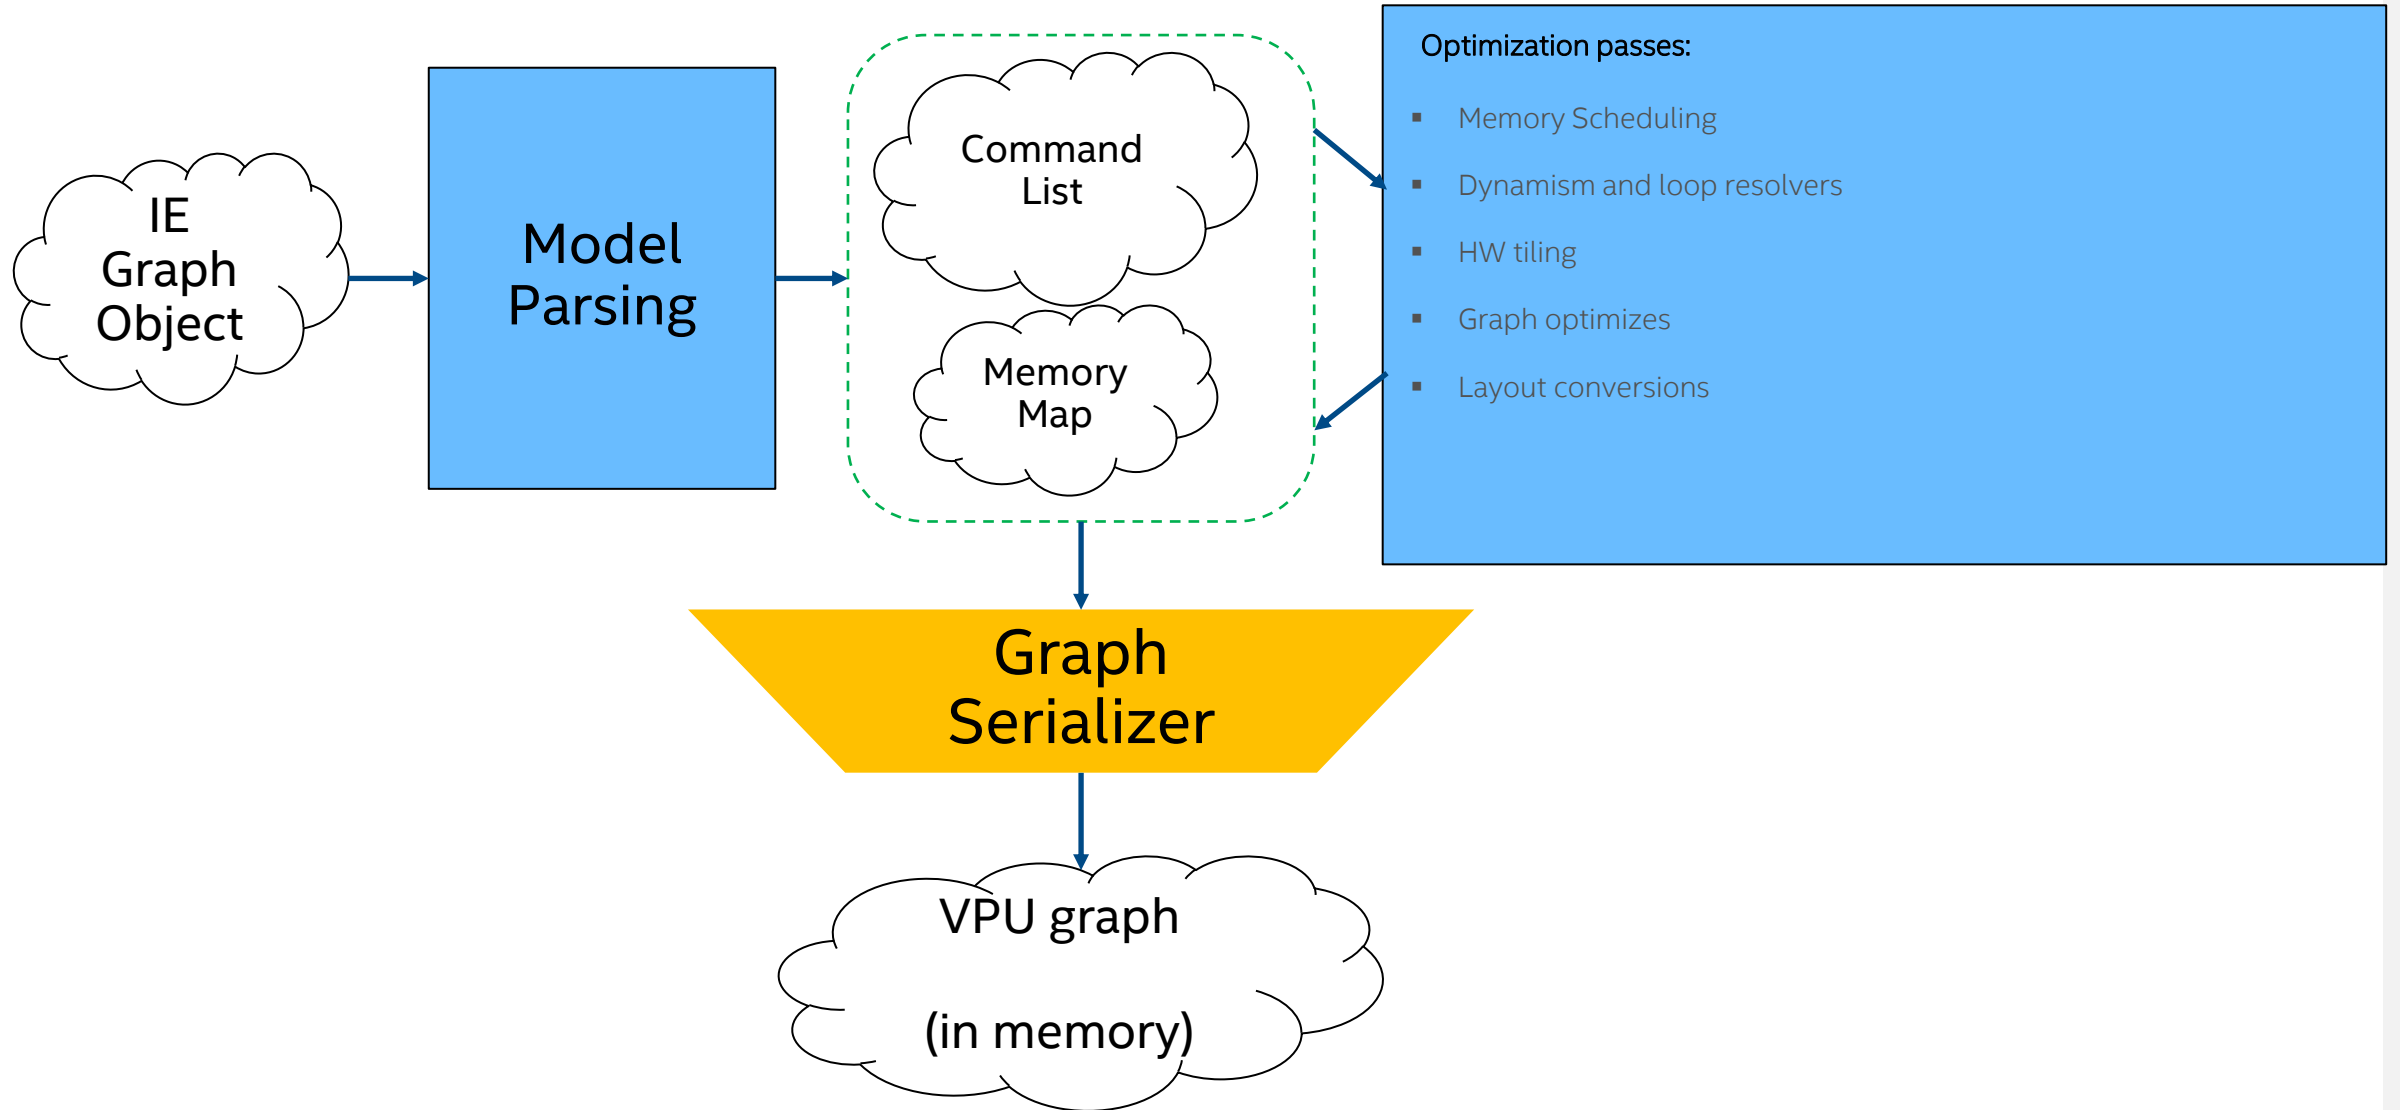 IE
Graph
Object
Model
Parsing
Command
List
Memory
Map
Optimization passes:
▪ Memory Scheduling
▪ Dynamism and loop resolvers
▪ HW tiling
▪ Graph optimizes
▪ Layout conversions
Graph
Serializer
VPU graph
(in memory)